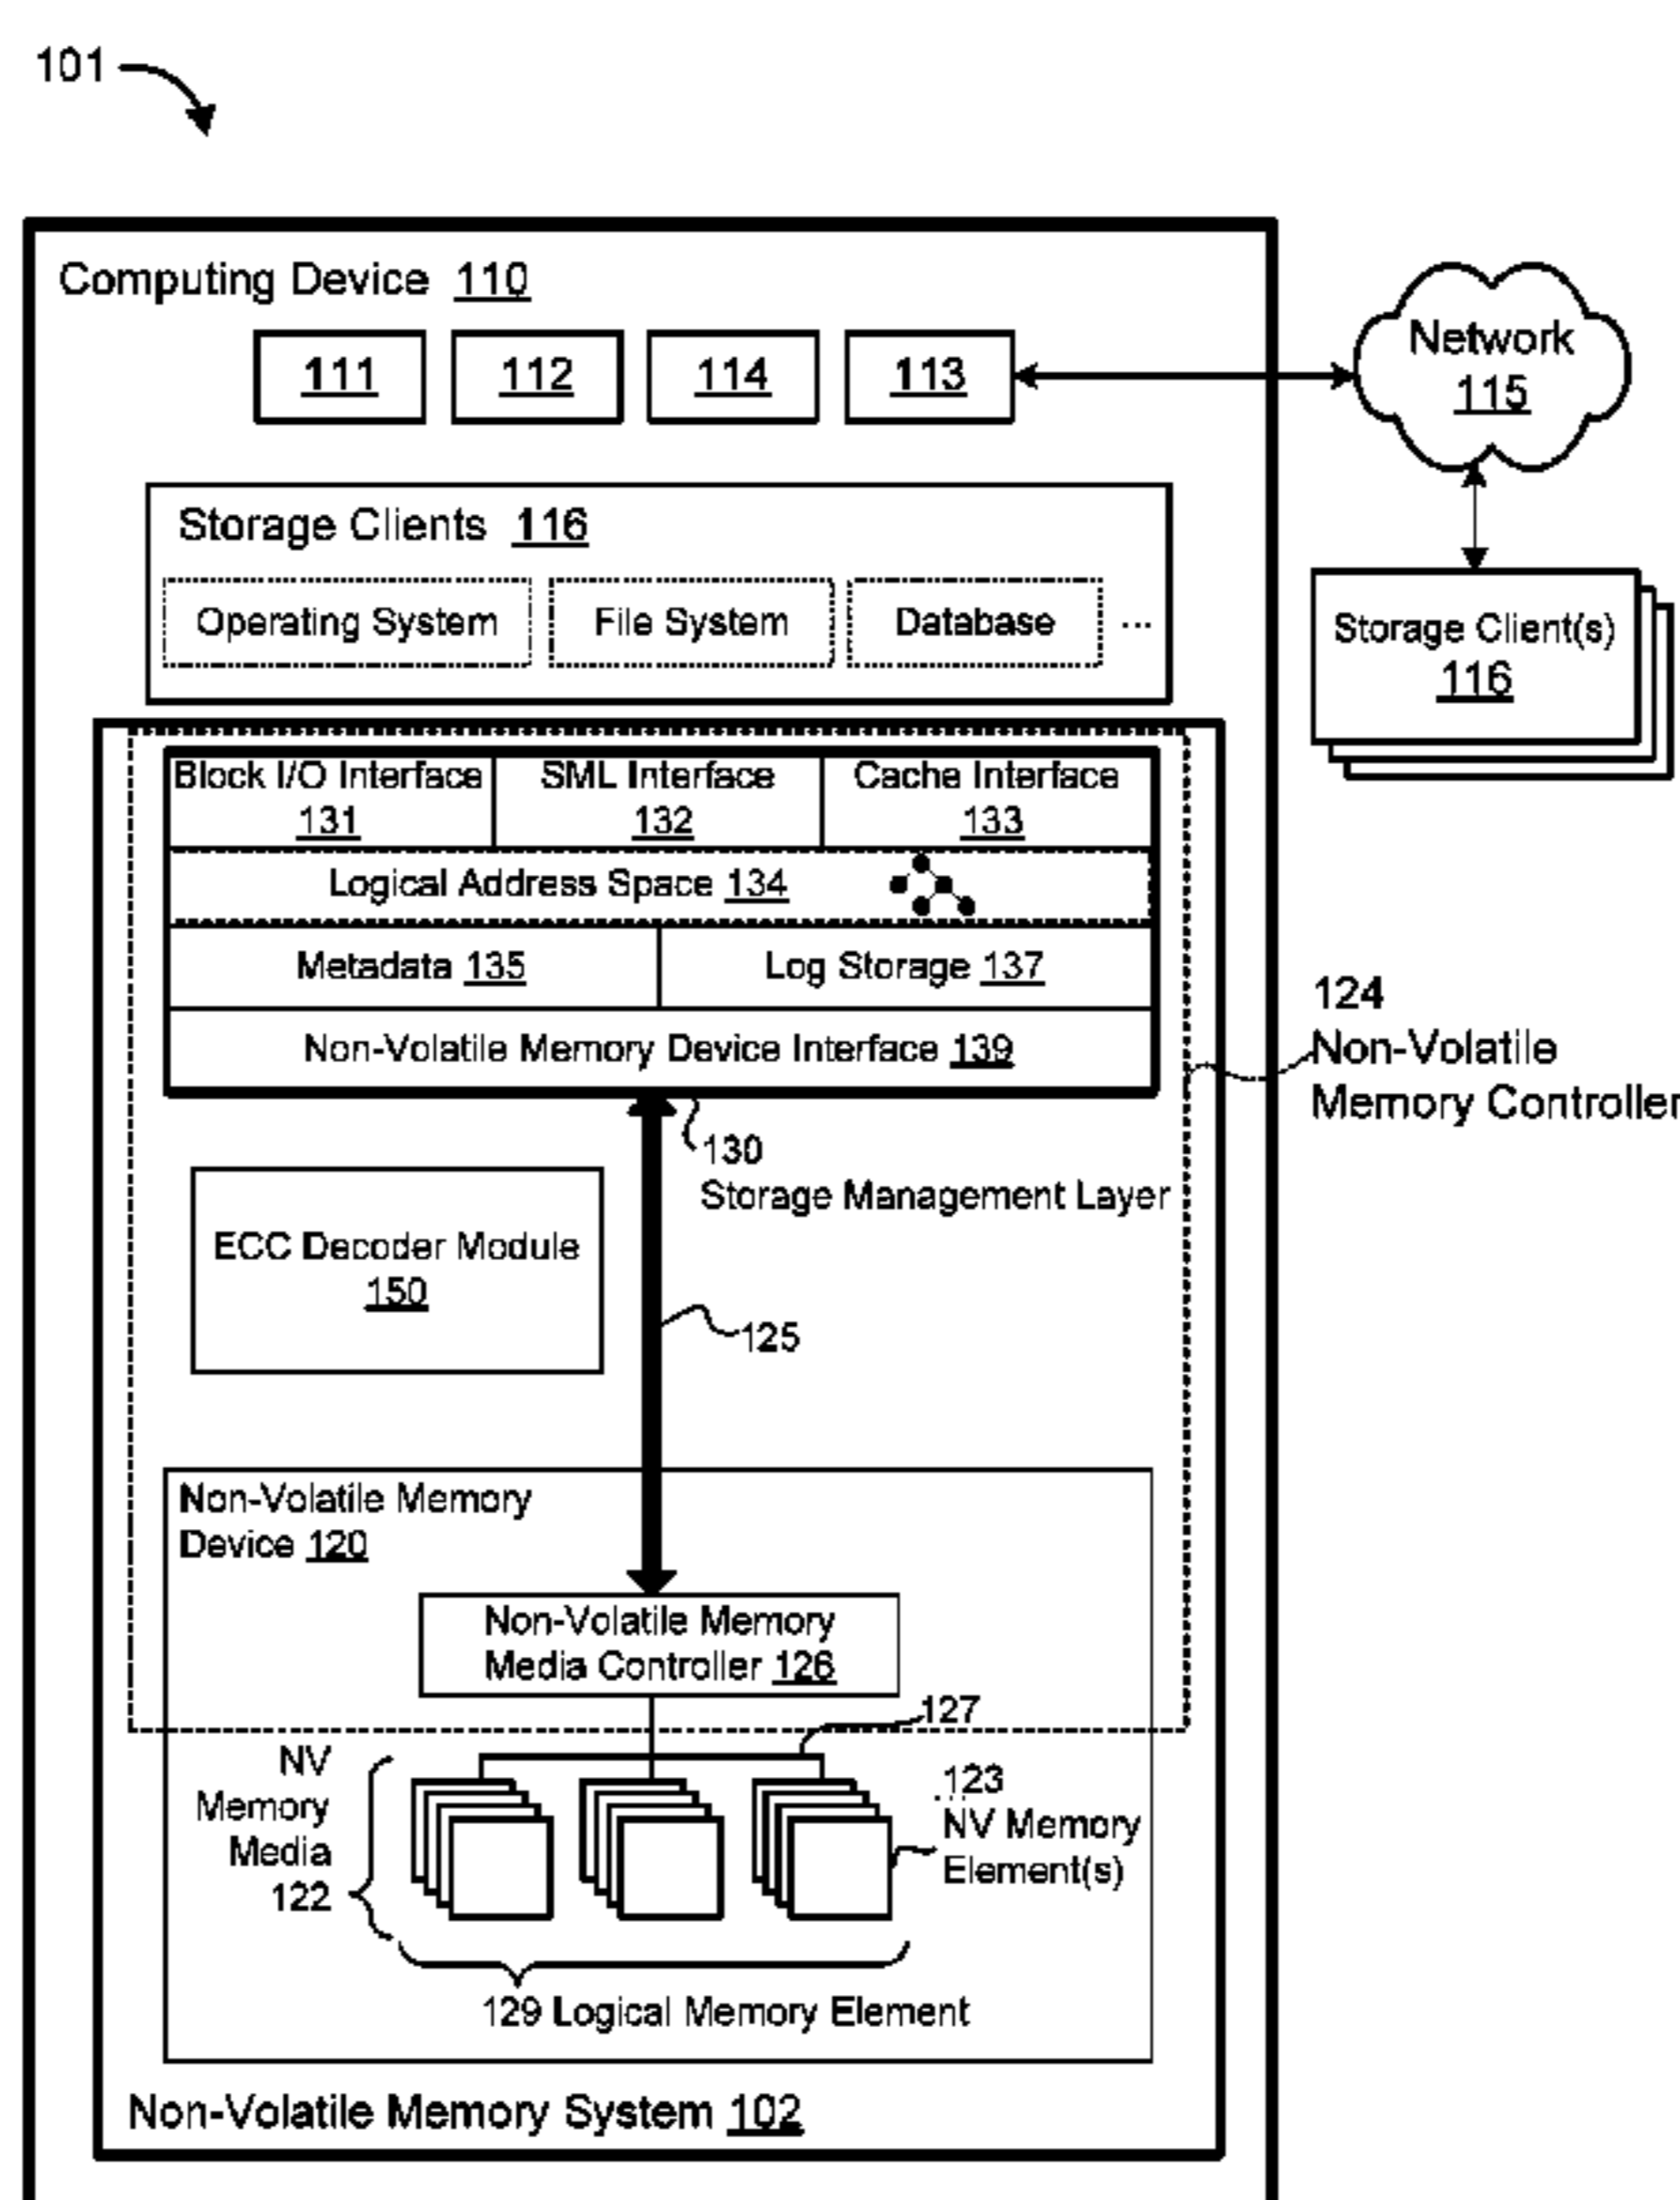 101
Computing Device 110
111 112 114 113
Network
115
Storage Clients 116
Operating System File System Database ...
Storage Client(s)
116
Block I/O Interface
131
SML Interface
132
Cache Interface
133
Logical Address Space 134
Metadata 135 Log Storage 137
Non-Volatile Memory Device Interface 139
124
Non-Volatile
Memory Controller
130
Storage Management Layer
ECC Decoder Module
150
125
Non-Volatile Memory
Device 120
Non-Volatile Memory
Media Controller 126
127
NV
Memory
Media
122
123
NV Memory
Element(s)
129 Logical Memory Element
Non-Volatile Memory System 102